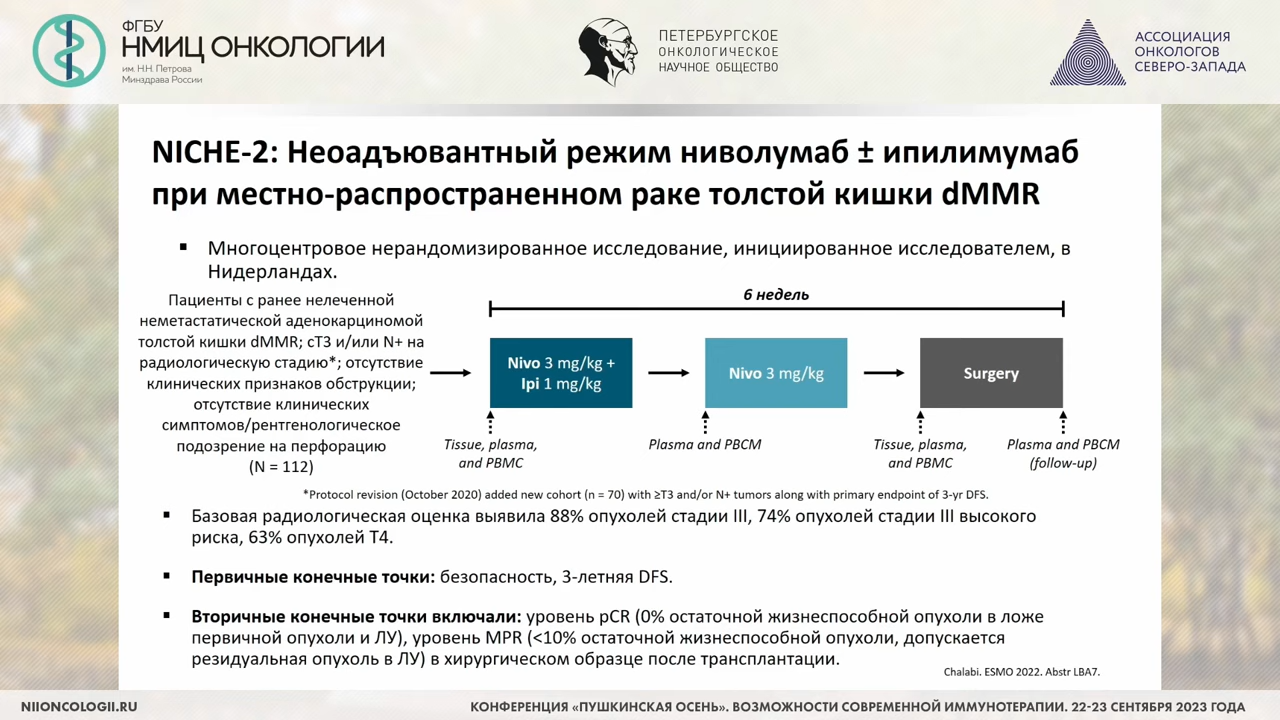 ФГБУ
НМИЦ ОНКОЛОГИИ
им. Н.Н. Петрова
Минздрава России
ПЕТЕРБУРГСКОЕ
ОНКОЛОГИЧЕСКОЕ
НАУЧНОЕ ОБЩЕСТВО
АССОЦИАЦИЯ
ОНКОЛОГОВ
СЕВЕРО-ЗАПАДА
NICHE-2: Неоадъювантный режим ниволумаб ± ипилимумаб
при местно-распространенном раке толстой кишки dMMR
▪ Многоцентровое нерандомизированное исследование, инициированное исследователем, в
Нидерландах.
Пациенты с ранее нелеченной
неметастатической аденокарциномой
толстой кишки dMMR; cT3 и/или N+ на
радиологическую стадию*; отсутствие
клинических признаков обструкции;
отсутствие клинических
симптомов/рентгенологическое
подозрение на перфорацию
(N = 112)
6 недель
Nivo 3 mg/kg +
Ipi 1 mg/kg
Nivo 3 mg/kg
Surgery
Tissue, plasma,
and PBMC
Plasma and PBCM
Tissue, plasma,
and PBMC
Plasma and PBCM
(follow-up)
*Protocol revision (October 2020) added new cohort (n = 70) with ≥T3 and/or N+ tumors along with primary endpoint of 3-yr DFS.
▪ Базовая радиологическая оценка выявила 88% опухолей стадии III, 74% опухолей стадии III высокого
риска, 63% опухолей T4.
▪ Первичные конечные точки: безопасность, 3-летняя DFS.
▪ Вторичные конечные точки включали: уровень pCR (0% остаточной жизнеспособной опухоли в ложе
первичной опухоли и ЛУ), уровень MPR (<10% остаточной жизнеспособной опухоли, допускается
резидуальная опухоль в ЛУ) в хирургическом образце после трансплантации.
Chalabi. ESMO 2022. Abstr LBA7.
NIIONCOLOGII.RU
КОНФЕРЕНЦИЯ «ПУШКИНСКАЯ ОСЕНЬ». ВОЗМОЖНОСТИ СОВРЕМЕННОЙ ИММУНОТЕРАПИИ. 22-23 СЕНТЯБРЯ 2023 ГОДА